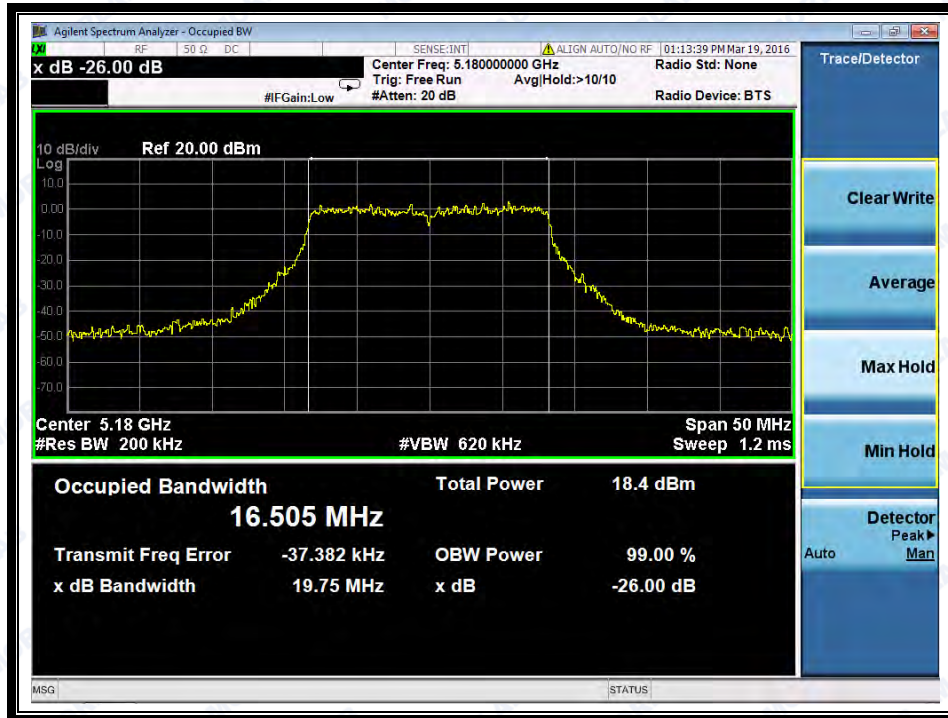 Agilent Spectrum Analyzer - Occupied BW
LXI RF 50 Ω DC SENSE:INT ALIGN AUTO/NO RF 01:13:39 PM Mar 19, 2016
x dB -26.00 dB
Center Freq: 5.180000000 GHz Radio Std: None
Trig: Free Run Avg|Hold:>10/10
#IFGain:Low #Atten: 20 dB Radio Device: BTS
Trace/Detector
10 dB/div Ref 20.00 dBm
Log
10.0
0.00
-10.0
-20.0
-30.0
-40.0
-50.0
-60.0
-70.0
Center 5.18 GHz Span 50 MHz
#Res BW 200 kHz #VBW 620 kHz Sweep 1.2 ms
Clear Write
Average
Max Hold
Min Hold
Detector
Peak▶
Auto Man
Occupied Bandwidth Total Power 18.4 dBm
16.505 MHz
Transmit Freq Error -37.382 kHz OBW Power 99.00 %
x dB Bandwidth 19.75 MHz x dB -26.00 dB
MSG STATUS